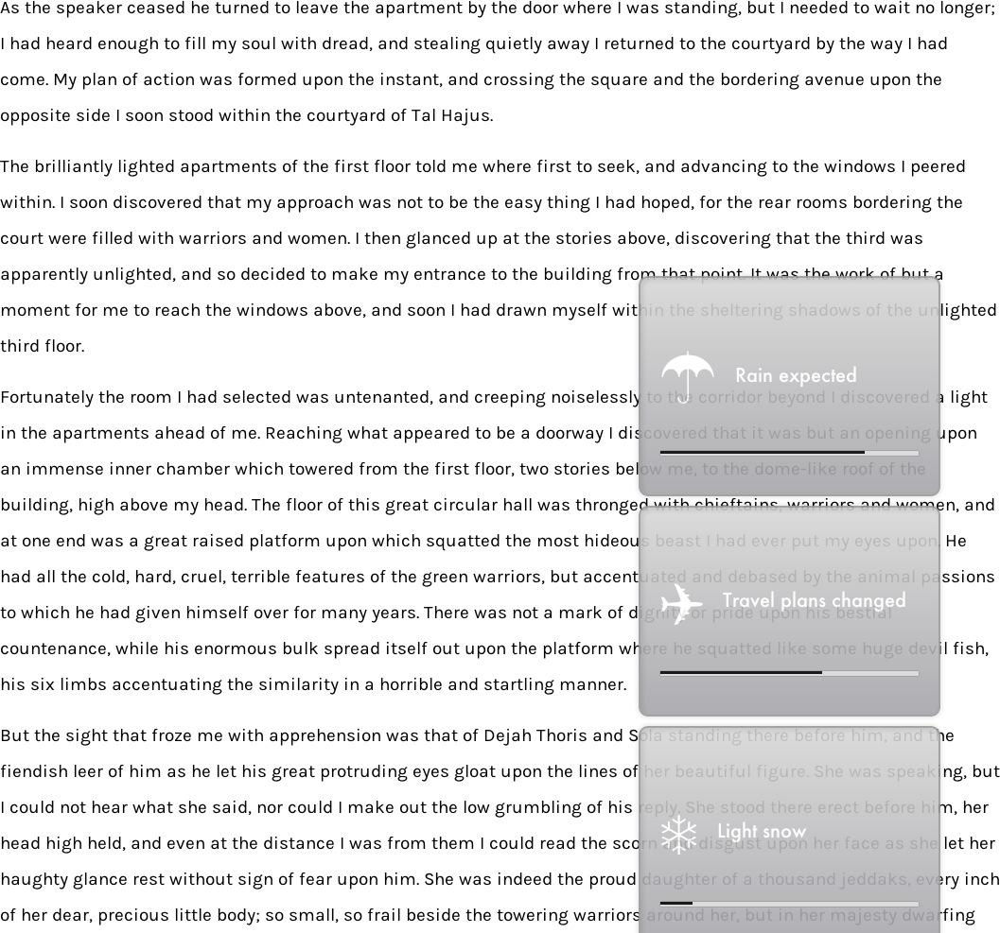 As the speaker ceased he turned to leave the apartment by the door where I was standing, but I needed to wait no longer;
I had heard enough to fill my soul with dread, and stealing quietly away I returned to the courtyard by the way I had
come. My plan of action was formed upon the instant, and crossing the square and the bordering avenue upon the
opposite side I soon stood within the courtyard of Tal Hajus.
The brilliantly lighted apartments of the first floor told me where first to seek, and advancing to the windows I peered
within. I soon discovered that my approach was not to be the easy thing I had hoped, for the rear rooms bordering the
court were filled with warriors and women. I then glanced up at the stories above, discovering that the third was
apparently unlighted, and so decided to make my entrance to the building from that point. It was the work of but a
moment for me to reach the windows above, and soon I had drawn myself within the sheltering shadows of the unlighted
third floor.
Fortunately the room I had selected was untenanted, and creeping noiselessly to the corridor beyond I discovered a light
in the apartments ahead of me. Reaching what appeared to be a doorway I discovered that it was but an opening upon
an immense inner chamber which towered from the first floor, two stories below me, to the dome-like roof of the
building, high above my head. The floor of this great circular hall was thronged with chieftains, warriors and women, and
at one end was a great raised platform upon which squatted the most hideous beast I had ever put my eyes upon. He
had all the cold, hard, cruel, terrible features of the green warriors, but accentuated and debased by the animal passions
to which he had given himself over for many years. There was not a mark of dignity or pride upon his bestial
countenance, while his enormous bulk spread itself out upon the platform where he squatted like some huge devil fish,
his six limbs accentuating the similarity in a horrible and startling manner.
But the sight that froze me with apprehension was that of Dejah Thoris and Sola standing there before him, and the
fiendish leer of him as he let his great protruding eyes gloat upon the lines of her beautiful figure. She was speaking, but
I could not hear what she said, nor could I make out the low grumbling of his reply. She stood there erect before him, her
head high held, and even at the distance I was from them I could read the scorn and disgust upon her face as she let her
haughty glance rest without sign of fear upon him. She was indeed the proud daughter of a thousand jeddaks, every inch
of her dear, precious little body; so small, so frail beside the towering warriors around her, but in her majesty dwarfing
Rain expected
Travel plans changed
Light snow